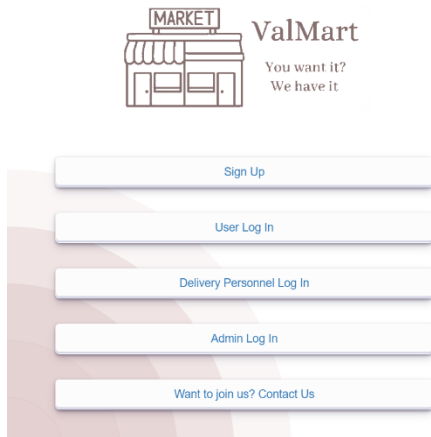 MARKET
ValMart
You want it?
We have it
Sign Up
User Log In
Delivery Personnel Log In
Admin Log In
Want to join us? Contact Us